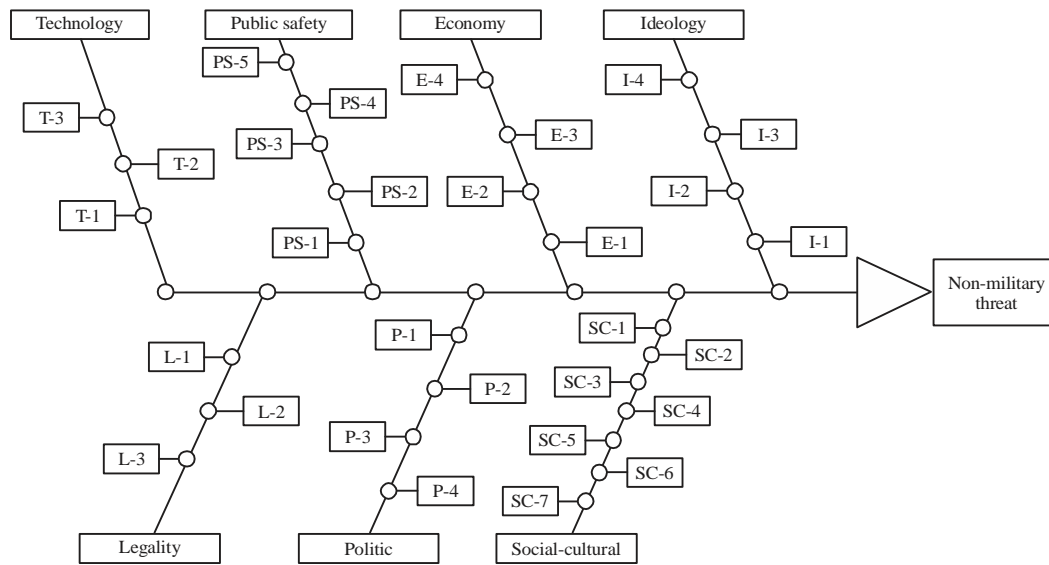 Technology
Public safety
Economy
Ideology
PS-5
E-4
I-4
PS-4
T-3
E-3
I-3
PS-3
T-2
PS-2
E-2
I-2
T-1
PS-1
E-1
I-1
Non-military
threat
SC-1
P-1
L-1
SC-2
SC-3
P-2
L-2
SC-4
P-3
SC-5
L-3
SC-6
P-4
SC-7
Legality
Politic
Social-cultural